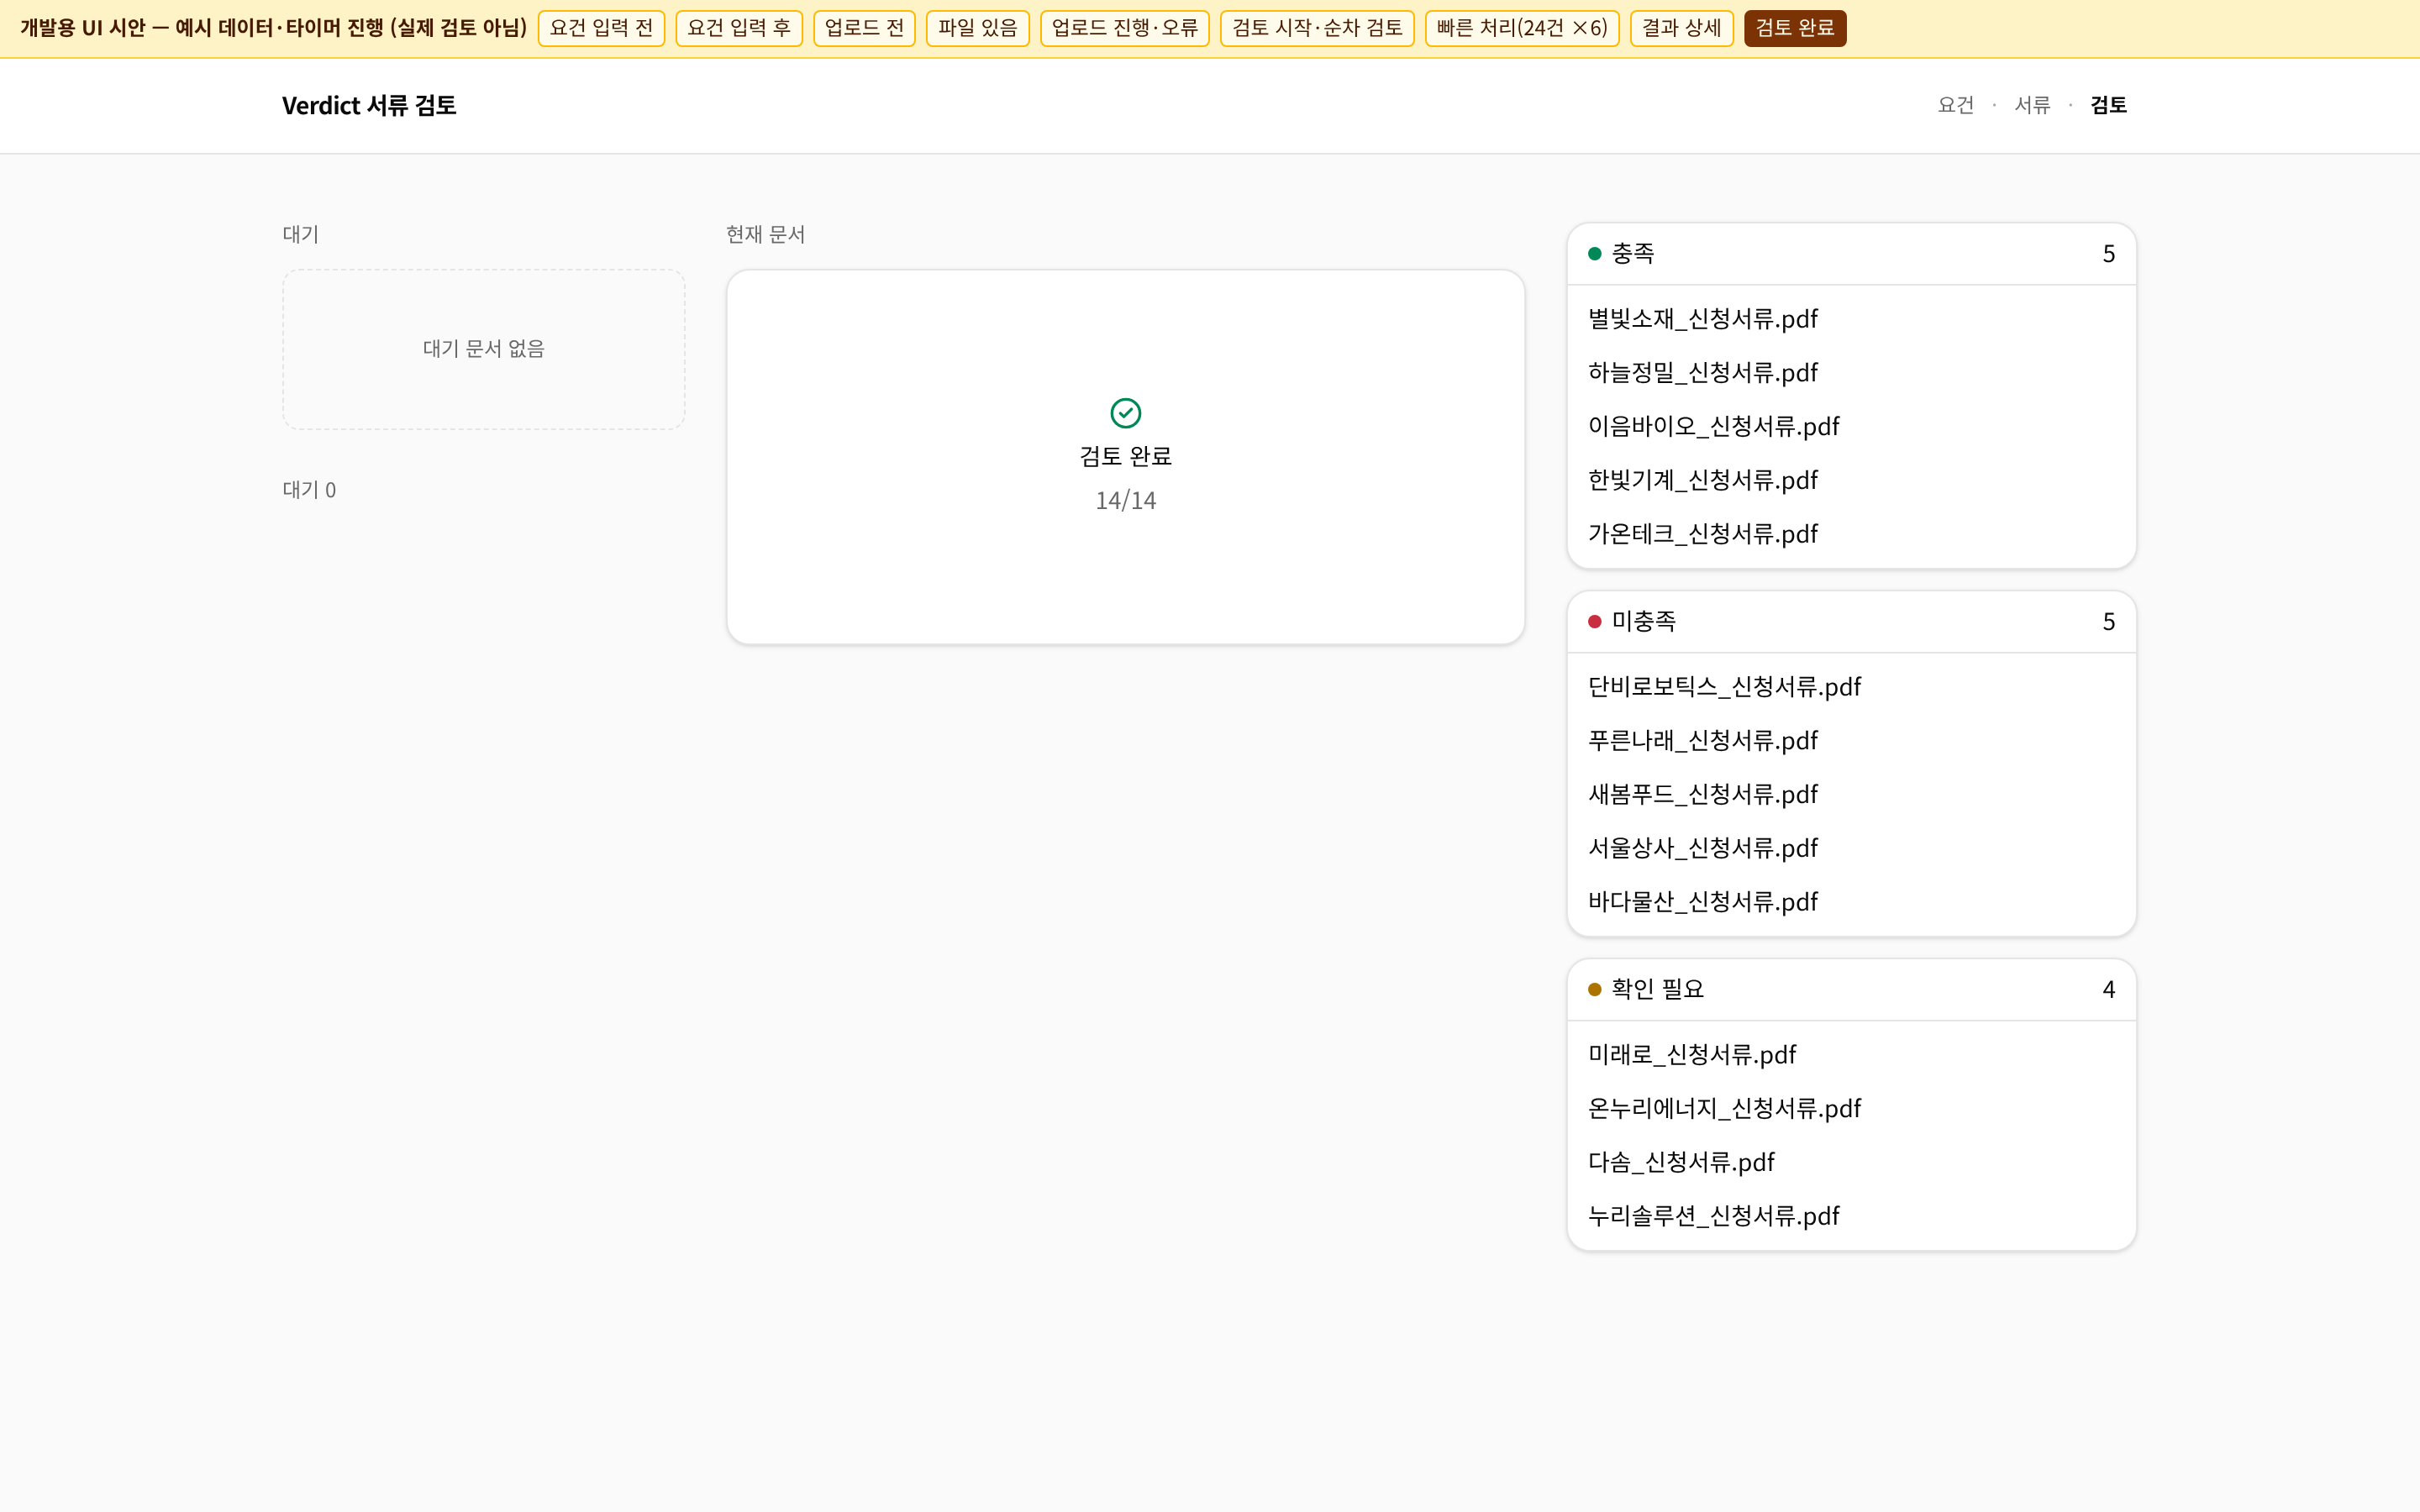 개발용 UI 시안 — 예시 데이터·타이머 진행 (실제 검토 아님) 요건 입력 전 요건 입력 후 업로드 전 파일 있음 업로드 진행·오류 검토 시작·순차 검토 빠른 처리(24건 ×6) 결과 상세 검토 완료
Verdict 서류 검토
요건 · 서류 · 검토
대기
대기 문서 없음
대기 0
현재 문서
검토 완료
14/14
충족 5
별빛소재_신청서류.pdf
하늘정밀_신청서류.pdf
이음바이오_신청서류.pdf
한빛기계_신청서류.pdf
가온테크_신청서류.pdf
미충족 5
단비로보틱스_신청서류.pdf
푸른나래_신청서류.pdf
새봄푸드_신청서류.pdf
서울상사_신청서류.pdf
바다물산_신청서류.pdf
확인 필요 4
미래로_신청서류.pdf
온누리에너지_신청서류.pdf
다솜_신청서류.pdf
누리솔루션_신청서류.pdf